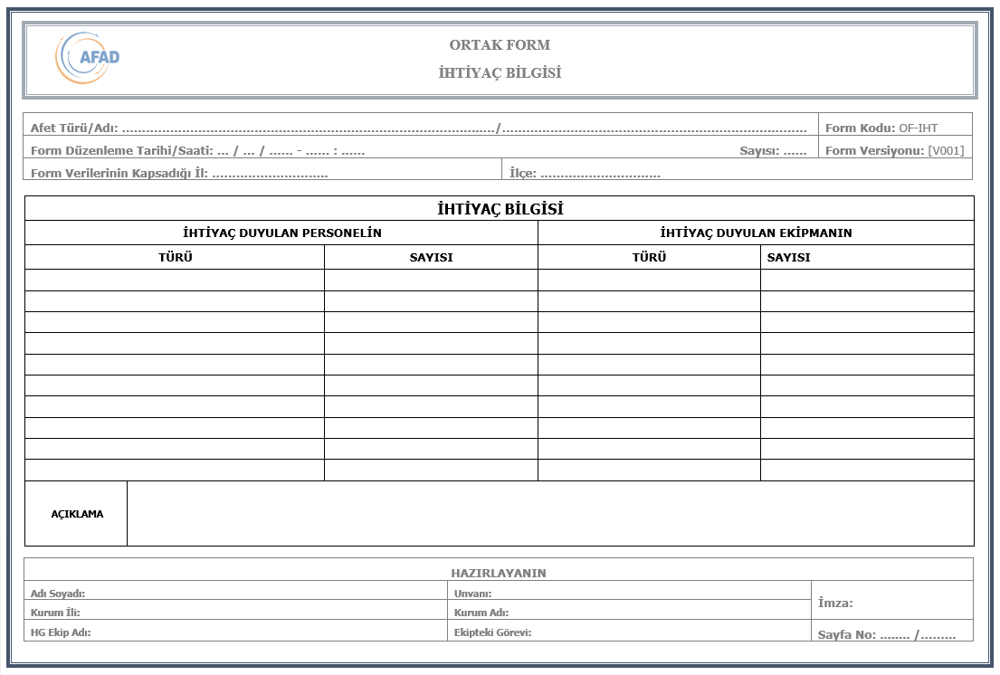 AFAD
ORTAK FORM
İHTİYAÇ BİLGİSİ
Afet Türü/Adı: ............................................................................................/........................................................................... Form Kodu: OF-IHT
Form Düzenleme Tarihi/Saati: ... / ... / ...... - ...... : ...... Sayısı: ...... Form Versiyonu: [V001]
Form Verilerinin Kapsadığı İl: ............................. İlçe: ..............................
İHTİYAÇ BİLGİSİ
İHTİYAÇ DUYULAN PERSONELİN İHTİYAÇ DUYULAN EKİPMANIN
TÜRÜ SAYISI TÜRÜ SAYISI
AÇIKLAMA
HAZIRLAYANIN
Adı Soyadı: Unvanı:
İmza:
Kurum İli: Kurum Adı:
HG Ekip Adı: Ekipteki Görevi: Sayfa No: ........ /.........